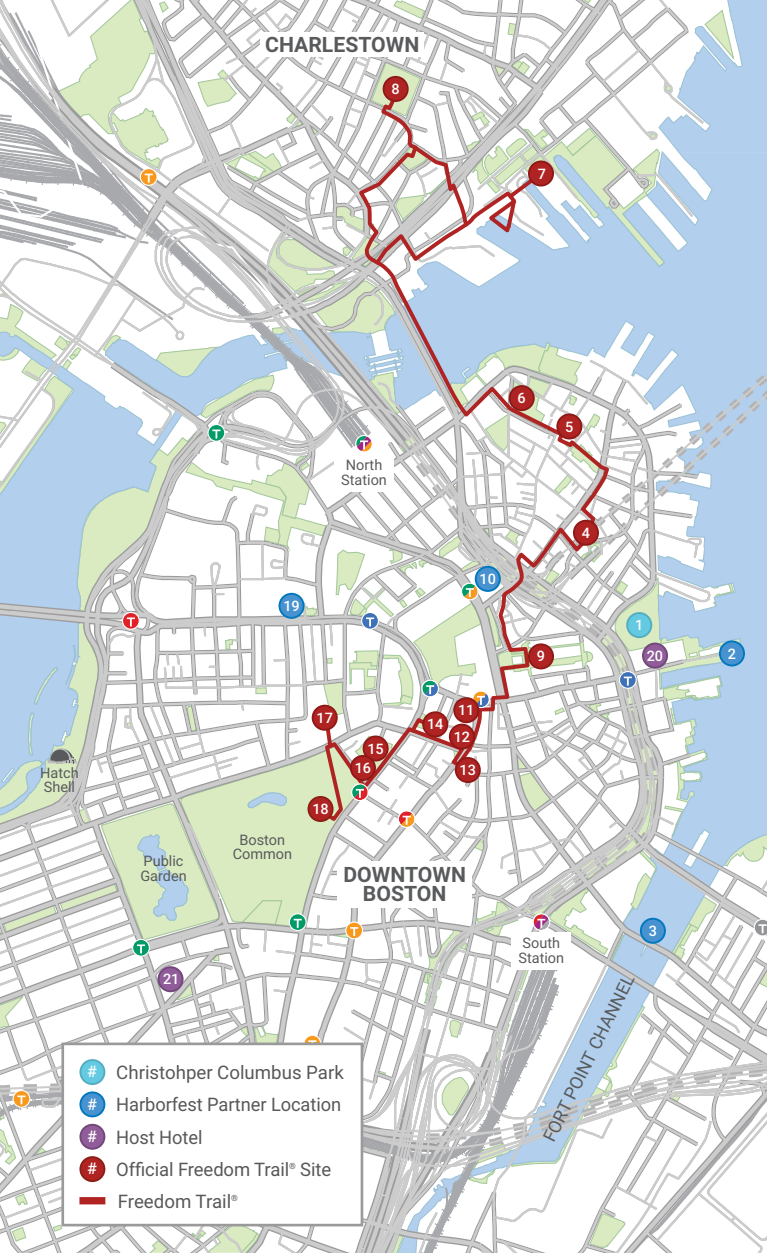 CHARLESTOWN
8
T
7
6
5
T
T
North
Station
4
10
T
19
T
T
1
20
2
9
T
T
T
11
17
14
12
15
16
13
Hatch
Shell
T
18
T
Boston
Common
Public
Garden
DOWNTOWN
BOSTON
T
T
T
3
T
South
Station
T
21
FORT POINT CHANNEL
T
T
# Christohper Columbus Park
# Harborfest Partner Location
# Host Hotel
# Official Freedom Trail® Site
Freedom Trail®